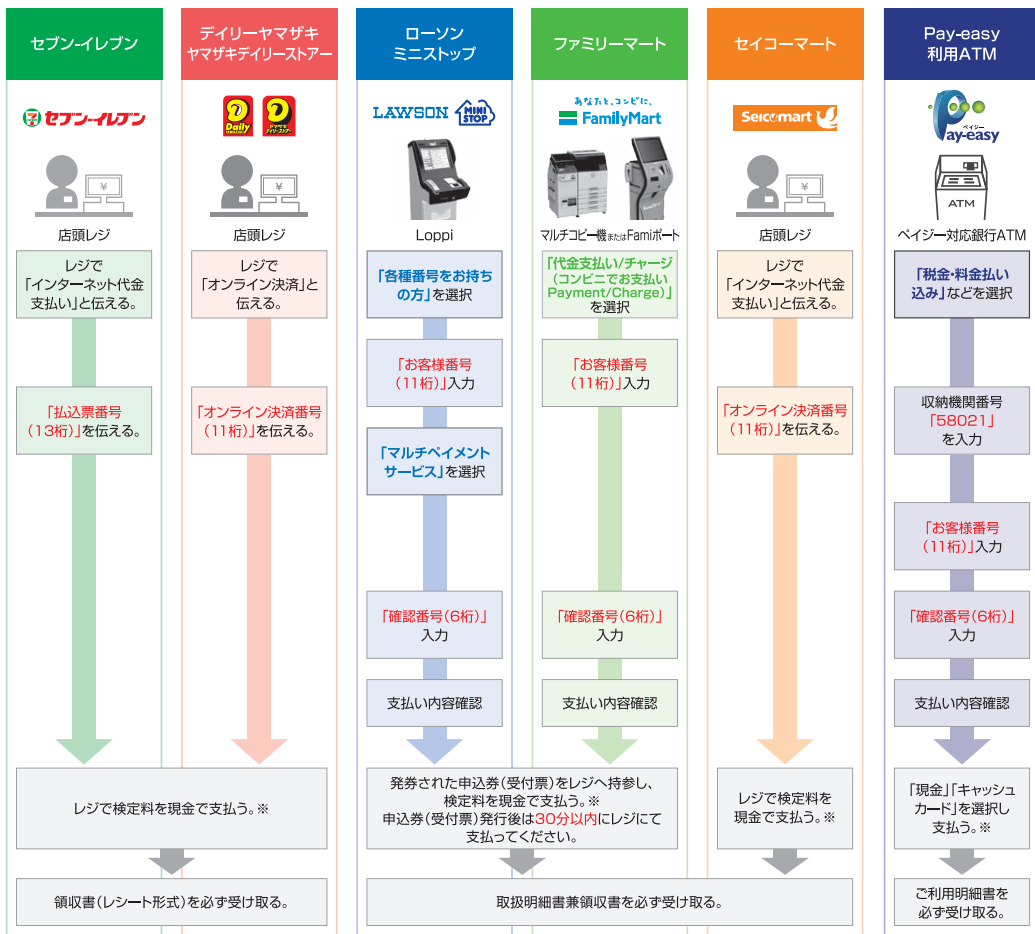 セブン-イレブン
セブン-イレブン
¥
店頭レジ
レジで
「インターネット代金
支払い」と伝える。
「払込票番号
(13桁)」を伝える。
デイリーヤマザキ
ヤマザキデイリーストアー
Daily
ヤマザキ
デイリーストアー
¥
店頭レジ
レジで
「オンライン決済」と
伝える。
「オンライン決済番号
(11桁)」を伝える。
レジで検定料を現金で支払う。※
領収書(レシート形式)を必ず受け取る。
ローソン
ミニストップ
LAWSON
MINI
STOP
Loppi
「各種番号をお持ち
の方」を選択
「お客様番号
(11桁)」入力
「マルチペイメント
サービス」を選択
「確認番号(6桁)」
入力
支払い内容確認
ファミリーマート
あなたと、コンビに、
FamilyMart
マルチコピー機またはFamiポート
「代金支払い/チャージ
(コンビニでお支払い
Payment/Charge)」
を選択
「お客様番号
(11桁)」入力
「確認番号(6桁)」
入力
支払い内容確認
発券された申込券(受付票)をレジへ持参し、
検定料を現金で支払う。※
申込券(受付票)発行後は30分以内にレジにて
支払ってください。
セイコーマート
Seicomart
¥
店頭レジ
レジで
「インターネット代金
支払い」と伝える。
「オンライン決済番号
(11桁)」を伝える。
レジで検定料を
現金で支払う。※
取扱明細書兼領収書を必ず受け取る。
Pay-easy
利用ATM
ペイジー
Pay-easy
ATM
ペイジー対応銀行ATM
「税金・料金払い
込み」などを選択
収納機関番号
「58021」
を入力
「お客様番号
(11桁)」入力
「確認番号(6桁)」
入力
支払い内容確認
「現金」「キャッシュ
カード」を選択し
支払う。※
ご利用明細書を
必ず受け取る。